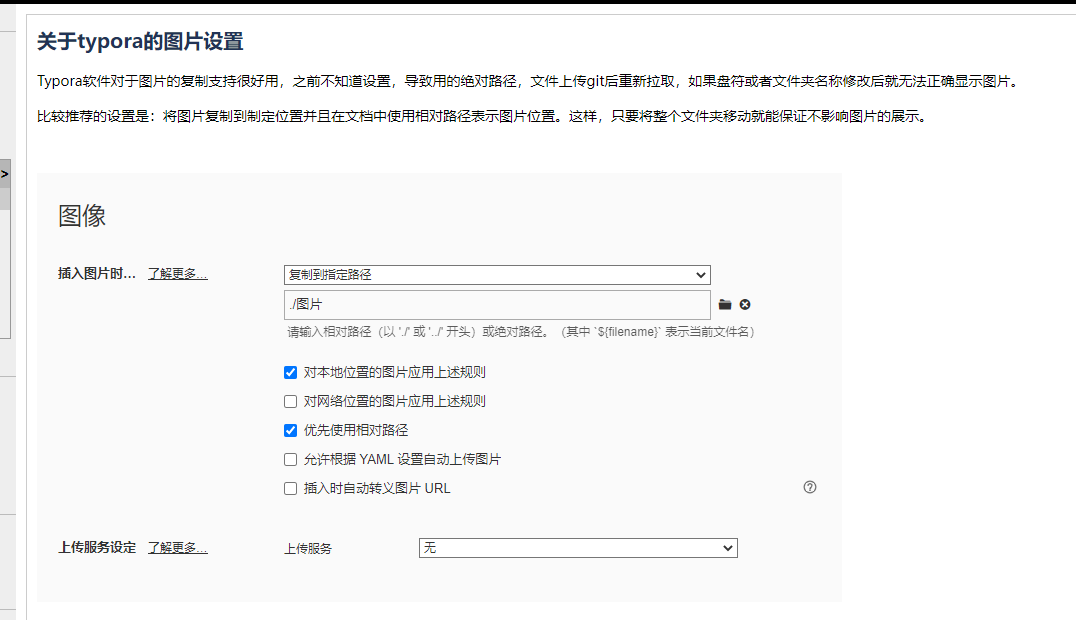 关于typora的图片设置
Typora软件对于图片的复制支持很好用，之前不知道设置，导致用的绝对路径，文件上传git后重新拉取，如果盘符或者文件夹名称修改后就无法正确显示图片。
比较推荐的设置是：将图片复制到制定位置并且在文档中使用相对路径表示图片位置。这样，只要将整个文件夹移动就能保证不影响图片的展示。
>
图像
插入图片时... 了解更多... 复制到指定路径
./图片
请输入相对路径（以 './' 或 '../' 开头）或绝对路径。（其中 `${filename}` 表示当前文件名）
对本地位置的图片应用上述规则
对网络位置的图片应用上述规则
优先使用相对路径
允许根据 YAML 设置自动上传图片
插入时自动转义图片 URL
上传服务设定 了解更多... 上传服务 无